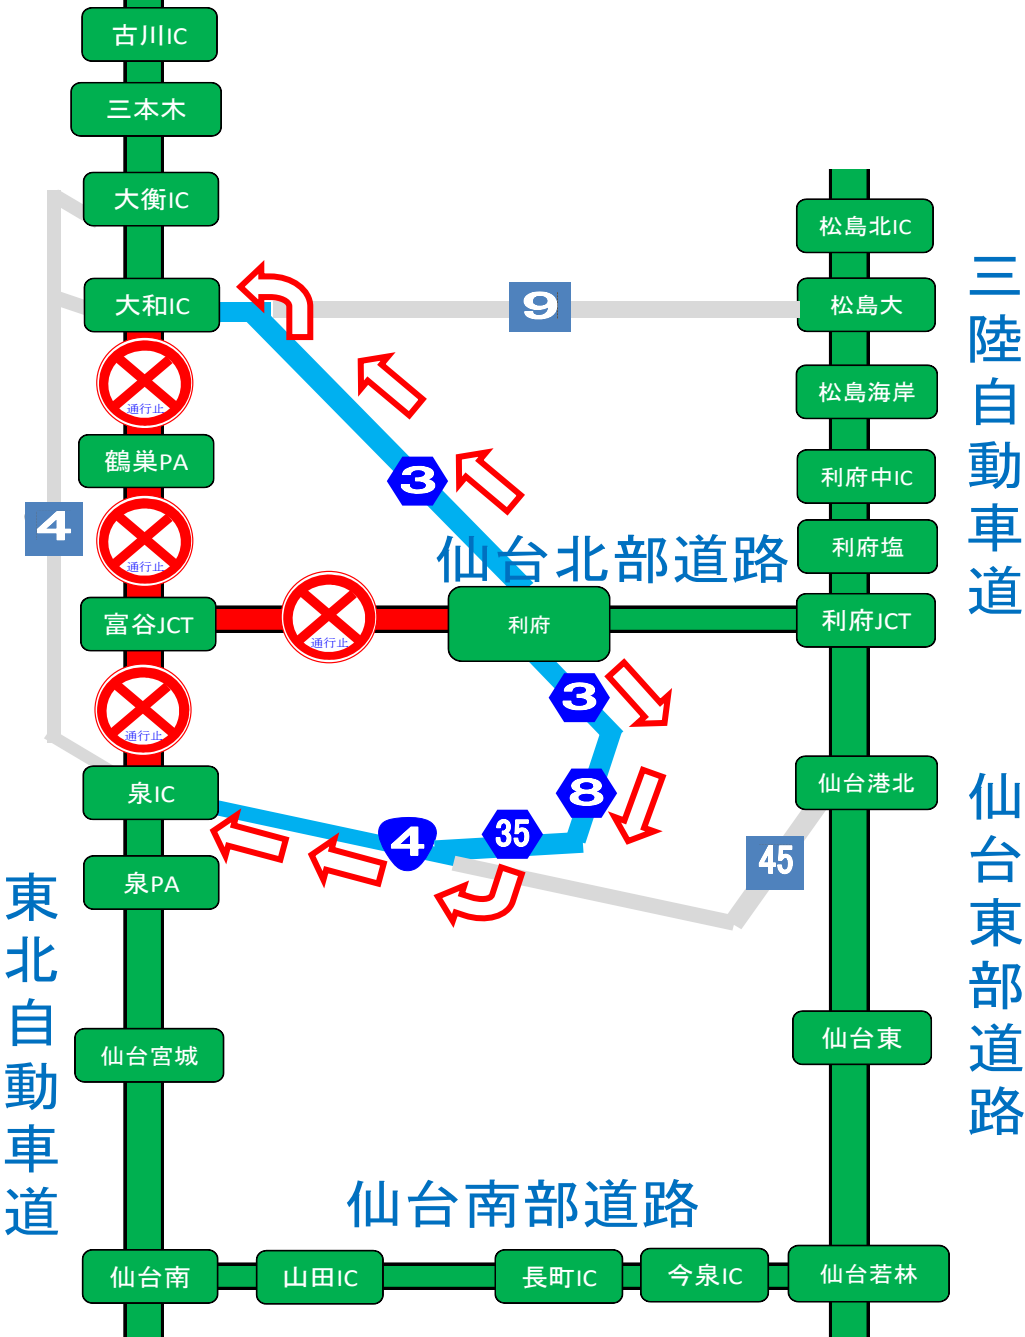 古川IC
三本木
大衡IC
大和IC
通行止
鶴巣PA
通行止
富谷JCT
通行止
泉IC
泉PA
仙台宮城
仙台南
4
東北自動車道
9
3
仙台北部道路
通行止
利府
3
8
35
4
45
松島北IC
松島大
松島海岸
利府中IC
利府塩
利府JCT
仙台港北
仙台東
仙台若林
三陸自動車道
仙台東部道路
仙台南部道路
山田IC
長町IC
今泉IC